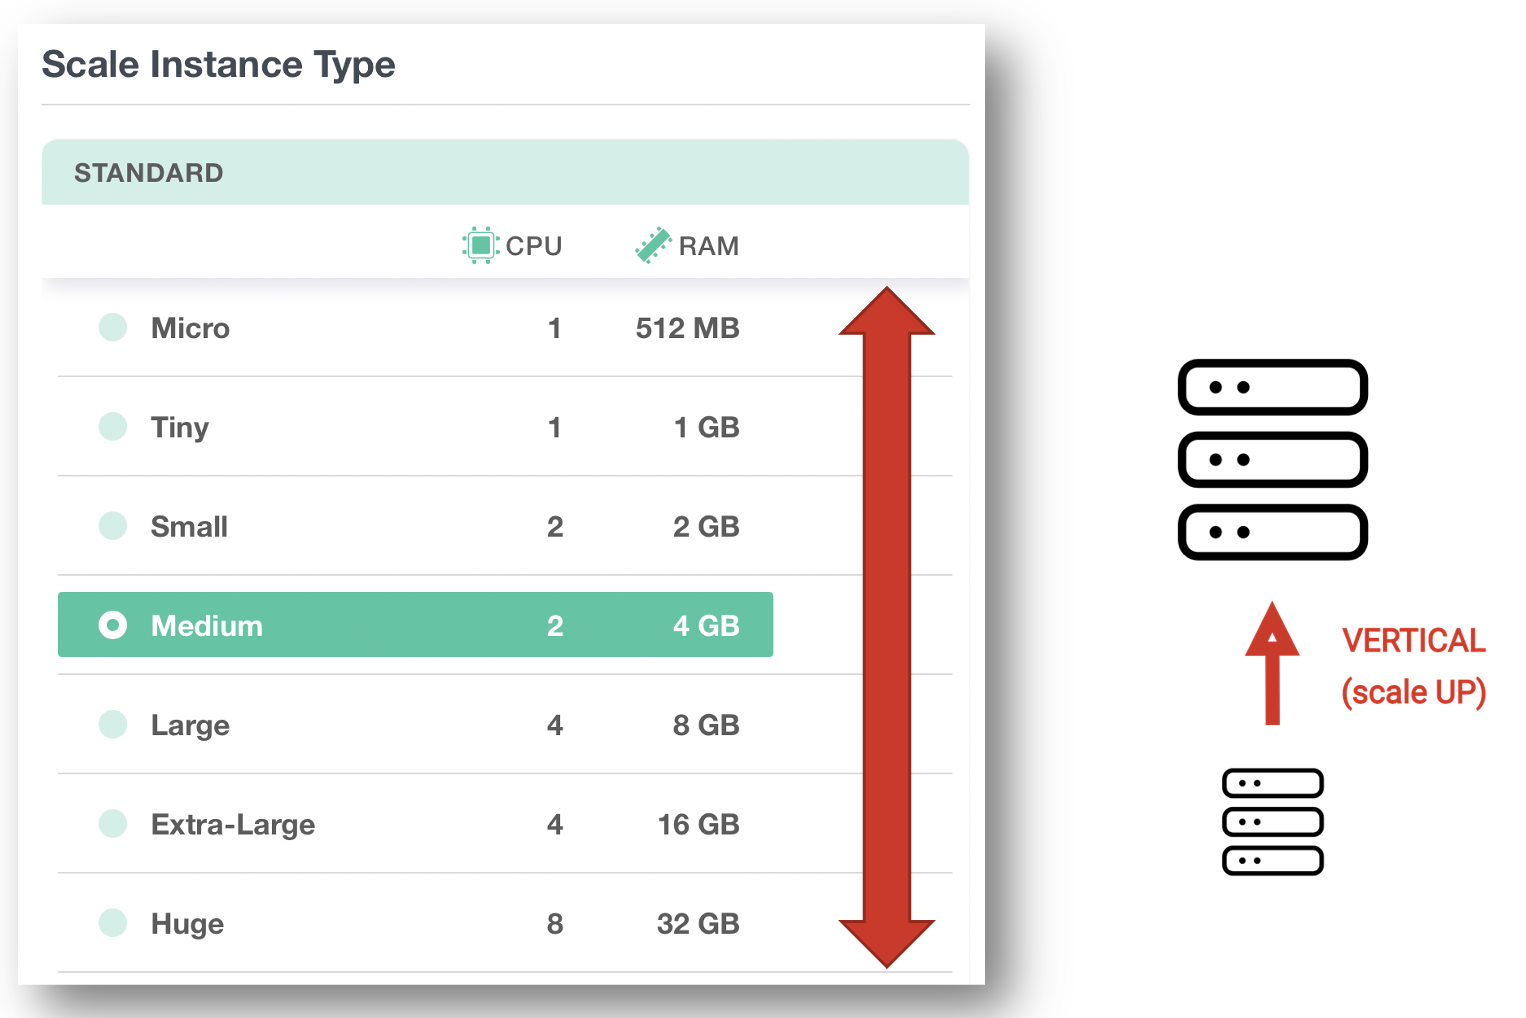 Scale Instance Type
STANDARD
CPU RAM
Micro 1 512 MB
Tiny 1 1 GB
Small 2 2 GB
Medium 2 4 GB
Large 4 8 GB
Extra-Large 4 16 GB
Huge 8 32 GB
VERTICAL
(scale UP)